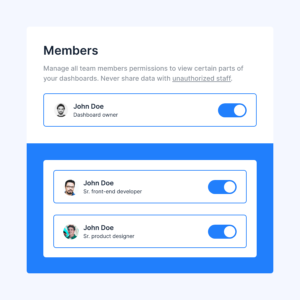 Members
Manage all team members permissions to view certain parts of
your dashboards. Never share data with unauthorized staff.
John Doe
Dashboard owner
John Doe
Sr. front-end developer
John Doe
Sr. product designer